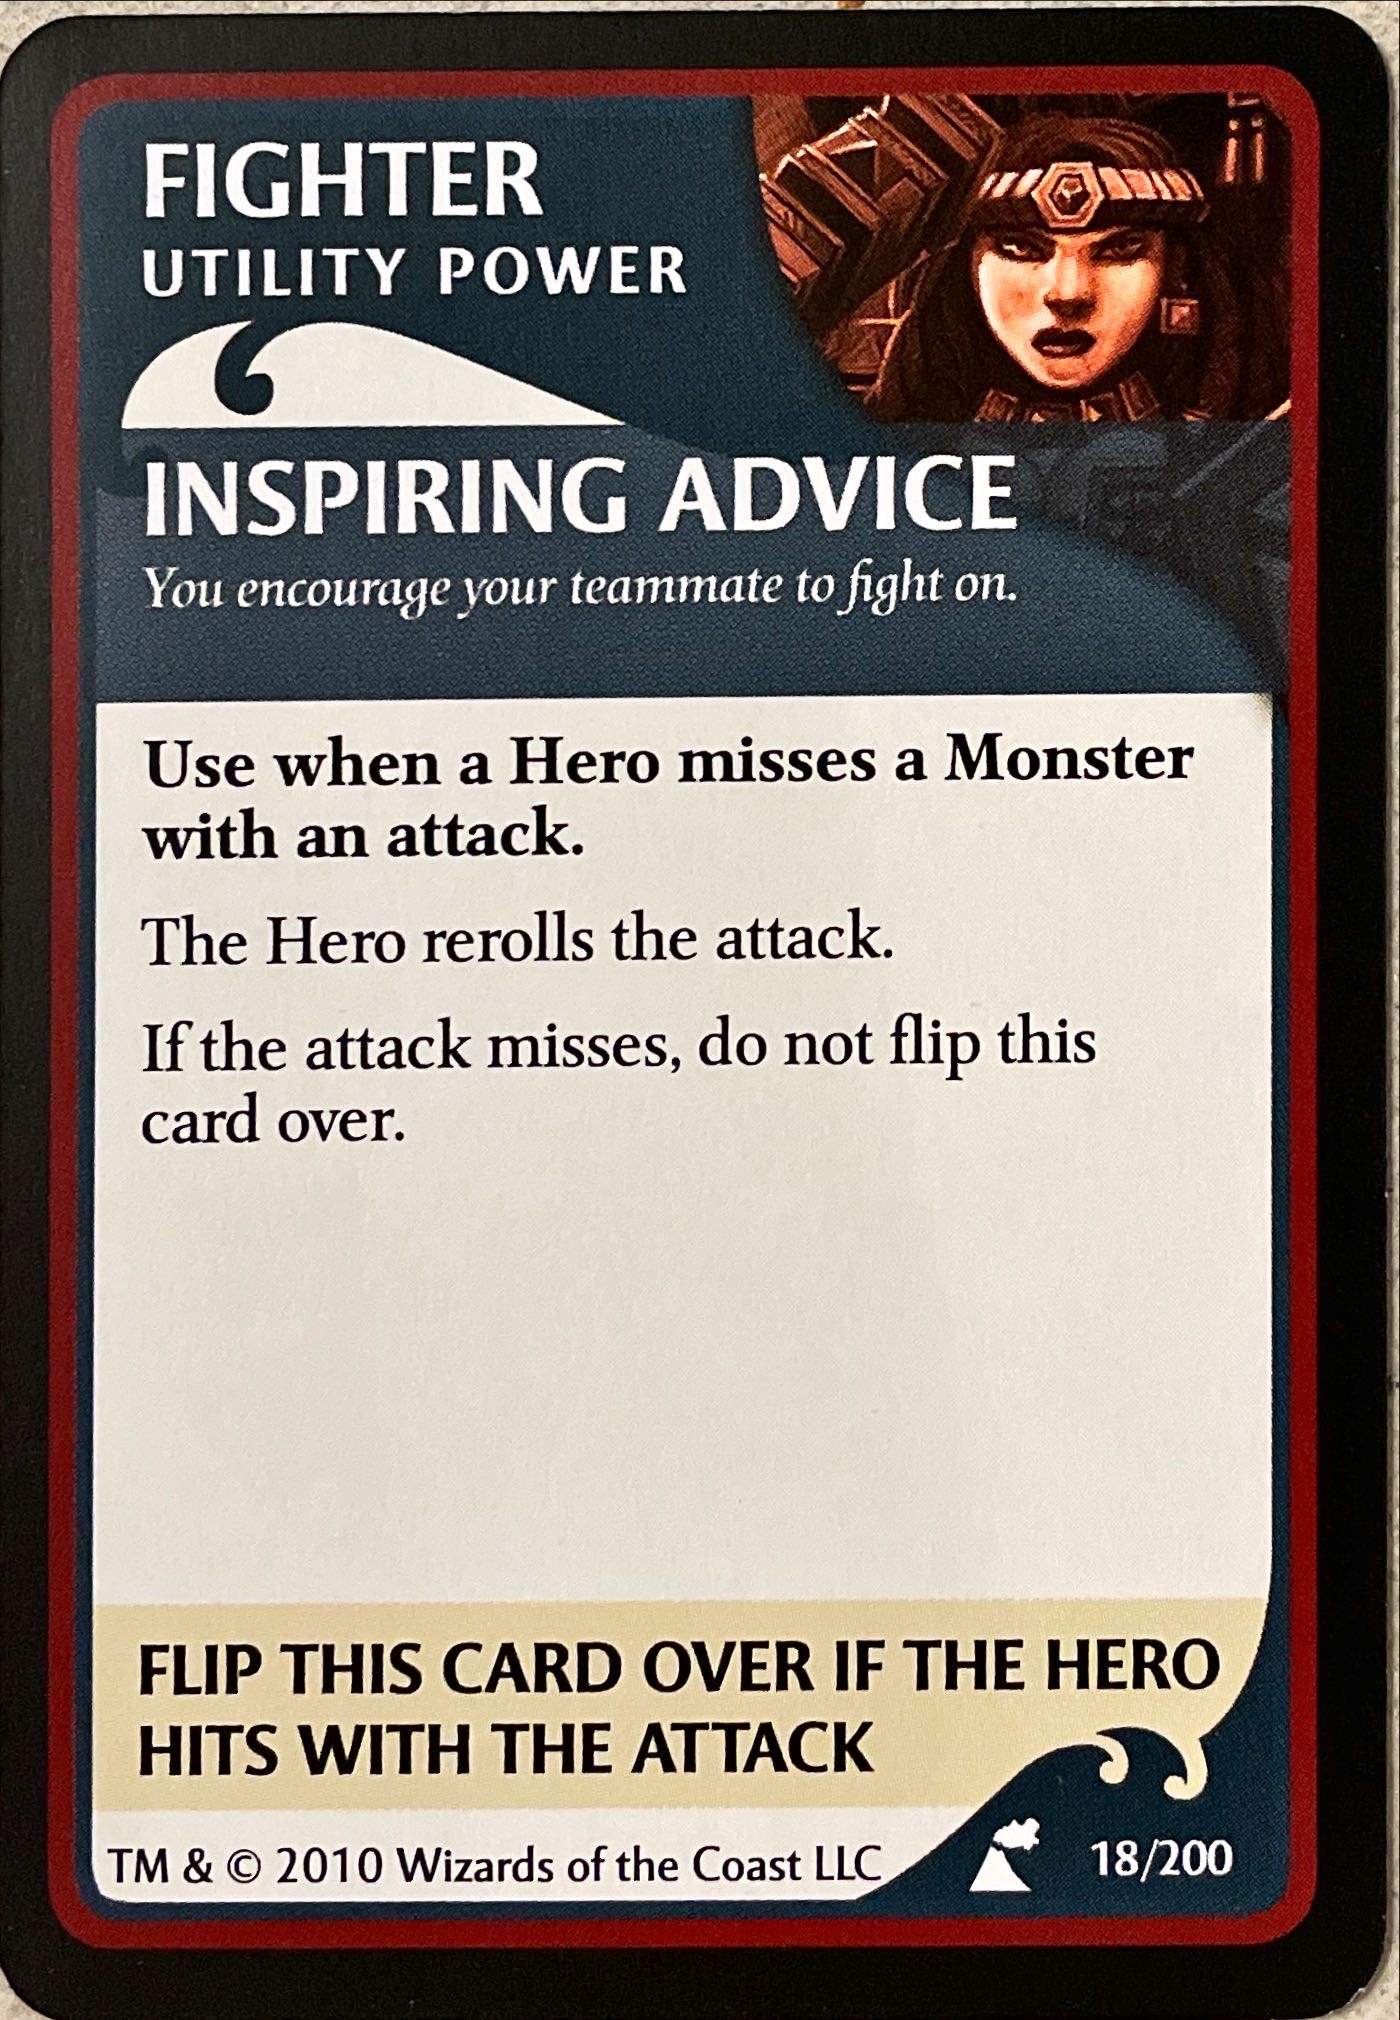 FIGHTER
UTILITY POWER
INSPIRING ADVICE
You encourage your teammate to fight on.
Use when a Hero misses a Monster
with an attack.
The Hero rerolls the attack.
If the attack misses, do not flip this
card over.
FLIP THIS CARD OVER IF THE HERO
HITS WITH THE ATTACK
TM & © 2010 Wizards of the Coast LLC
18/200